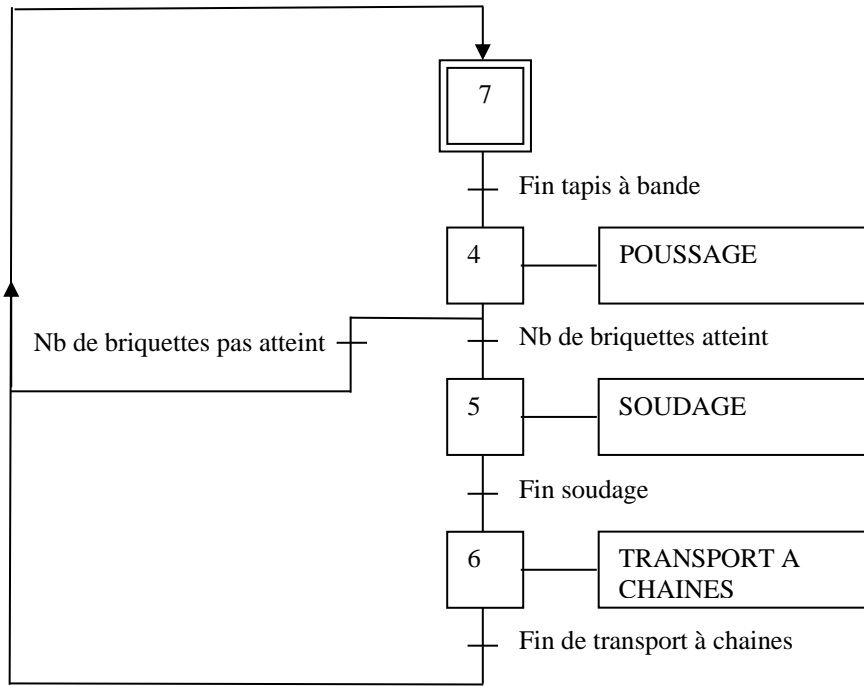 7
Fin tapis à bande
4
POUSSAGE
Nb de briquettes pas atteint
Nb de briquettes atteint
5
SOUDAGE
Fin soudage
6
TRANSPORT A
CHAINES
Fin de transport à chaines